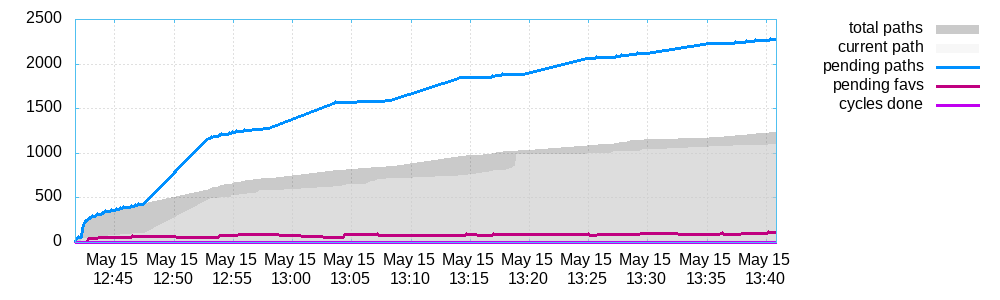 2500
2000
1500
1000
500
0
May 15 May 15 May 15 May 15 May 15 May 15 May 15 May 15 May 15 May 15 May 15 May 15
12:45 12:50 12:55 13:00 13:05 13:10 13:15 13:20 13:25 13:30 13:35 13:40
total paths
current path
pending paths
pending favs
cycles done